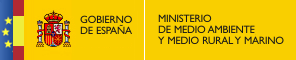 GOBIERNO
DE ESPAÑA
MINISTERIO
DE MEDIO AMBIENTE
Y MEDIO RURAL Y MARINO